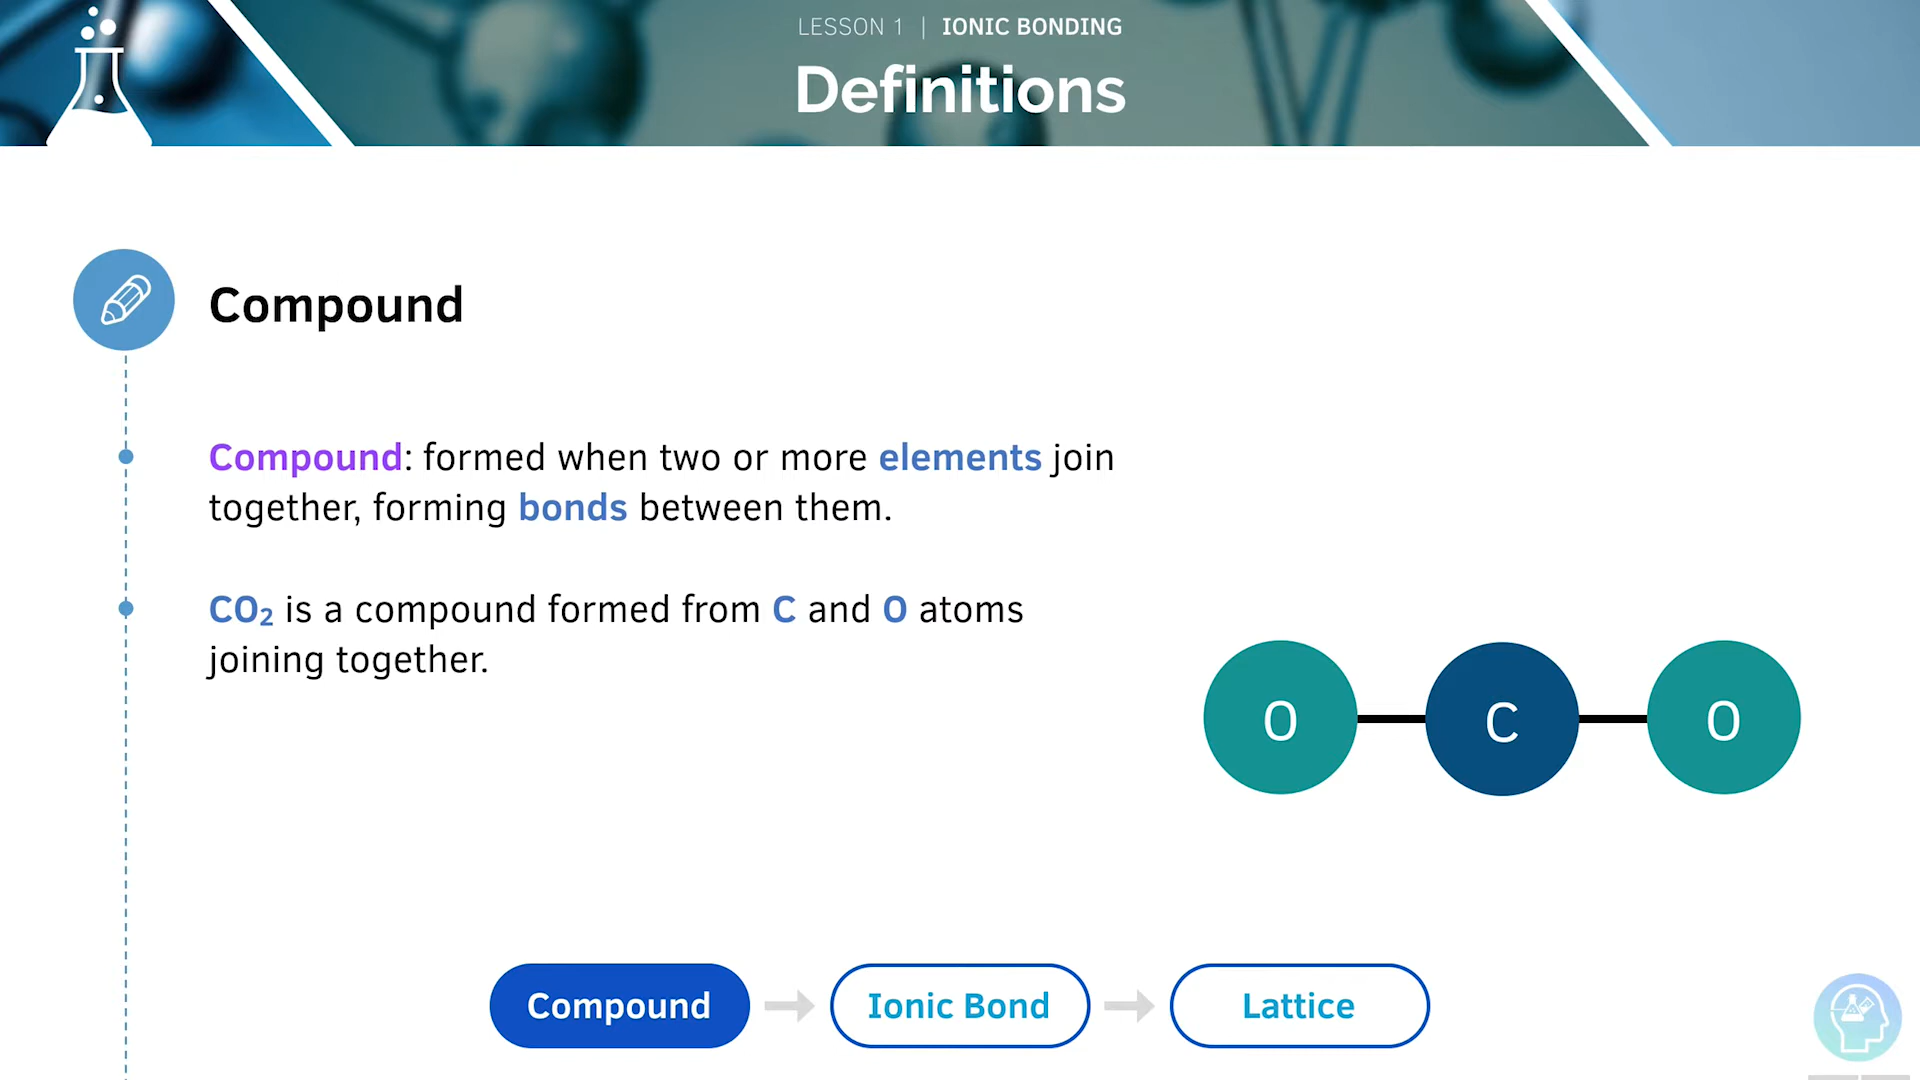 LESSON 1 | IONIC BONDING
Definitions
Compound
Compound: formed when two or more elements join
together, forming bonds between them.
CO₂ is a compound formed from C and O atoms
joining together.
O C O
Compound Ionic Bond Lattice